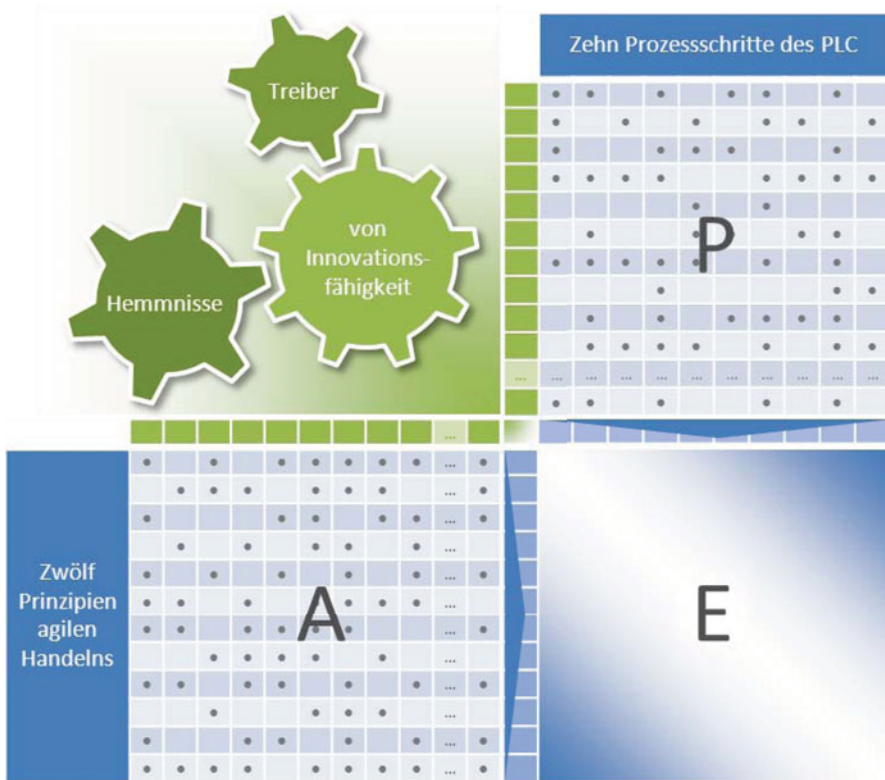 Zehn Prozessschritte des PLC
Treiber
von
Innovations-
fähigkeit
Hemmnisse
P
... ... ... ... ... ... ... ... ... ... ...
...
Zwölf
Prinzipien
agilen
Handelns
A
...
...
...
...
...
...
...
...
...
...
...
...
E